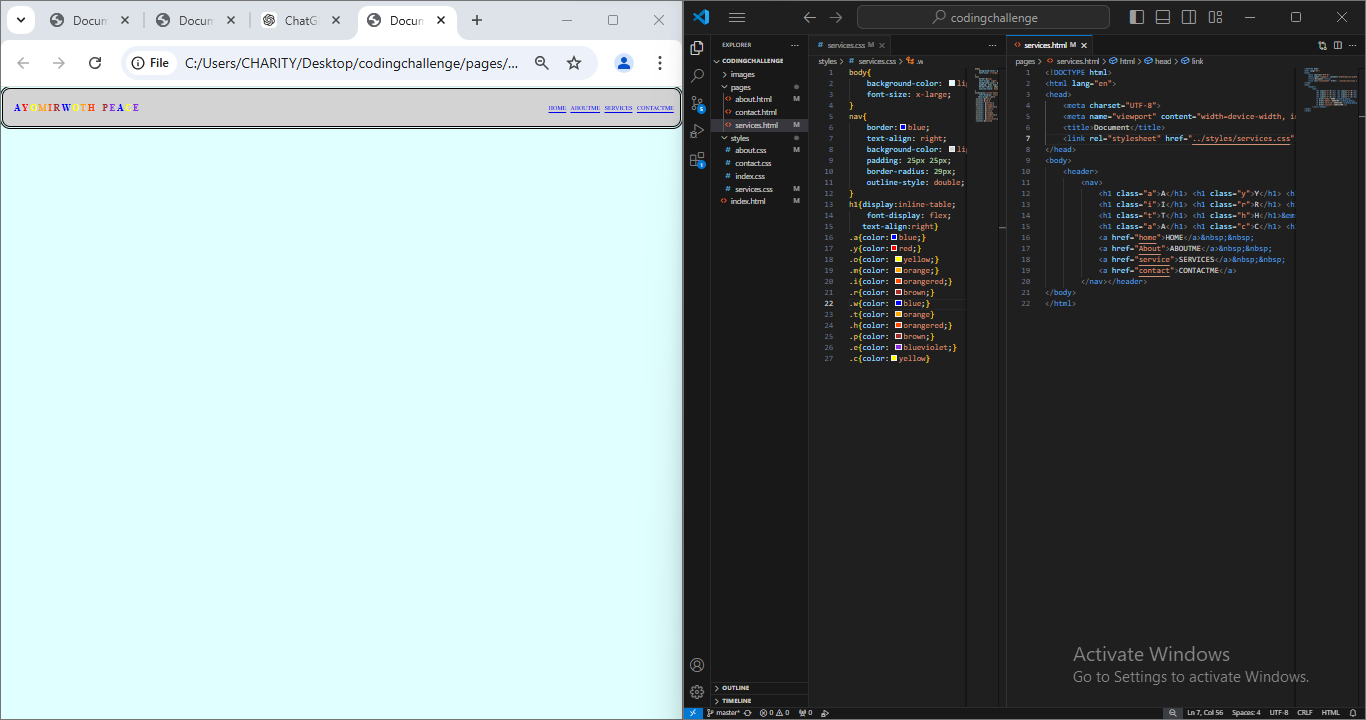 Docum
Docum
ChatG
Docun
File
C:/Users/CHARITY/Desktop/codingchallenge/pages/...
AYOMIRWOTH PEACE
HOME ABOUTME SERVICES CONTACTME
codingchallenge
EXPLORER
CODINGCHALLENGE
images
pages
about.html M
contact.html
services.html M
styles
about.css M
contact.css
index.css
services.css M
index.html M
OUTLINE
TIMELINE
services.css M
styles > services.css > .w
1 body{
2 background-color: lig
3 font-size: x-large;
4 }
5 nav{
6 border: blue;
7 text-align: right;
8 background-color: lig
9 padding: 25px 25px;
10 border-radius: 29px;
11 outline-style: double;
12 }
13 h1{display:inline-table;
14 font-display: flex;
15 text-align:right}
16 .a{color: blue;}
17 .y{color: red;}
18 .o{color: yellow;}
19 .m{color: orange;}
20 .i{color: orangered;}
21 .r{color: brown;}
22 .w{color: blue;}
23 .t{color: orange}
24 .h{color: orangered;}
25 .p{color: brown;}
26 .e{color: blueviolet;}
27 .c{color: yellow}
services.html M
pages > services.html > html > head > link
1 <!DOCTYPE html>
2 <html lang="en">
3 <head>
4 <meta charset="UTF-8">
5 <meta name="viewport" content="width=device-width, i
6 <title>Document</title>
7 <link rel="stylesheet" href="../styles/services.css"
8 </head>
9 <body>
10 <header>
11 <nav>
12 <h1 class="a">A</h1> <h1 class="y">Y</h1> <h
13 <h1 class="i">I</h1> <h1 class="r">R</h1> <h
14 <h1 class="t">T</h1> <h1 class="h">H</h1>&em
15 <h1 class="a">A</h1> <h1 class="c">C</h1> <h
16 <a href="home">HOME</a>&nbsp;&nbsp;
17 <a href="About">ABOUTME</a>&nbsp;&nbsp;
18 <a href="service">SERVICES</a>&nbsp;&nbsp;
19 <a href="contact">CONTACTME</a>
20 </nav></header>
21 </body>
22 </html>
Activate Windows
Go to Settings to activate Windows.
master* 0 0 0 Ln 7, Col 56 Spaces: 4 UTF-8 CRLF HTML